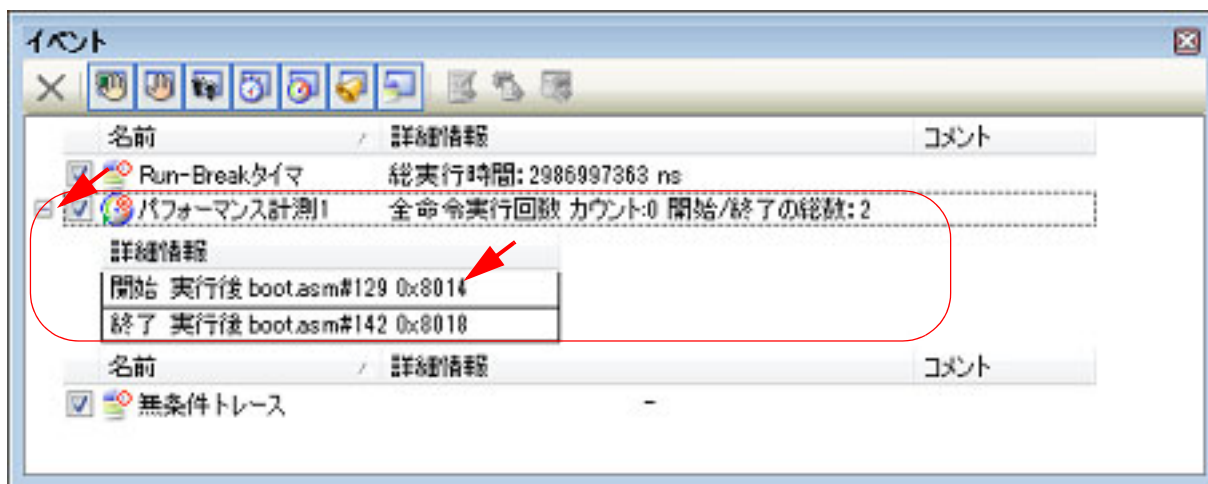 イベント
名前 詳細情報 コメント
Run-Breakタイマ 総実行時間: 2986997363 ns
パフォーマンス計測1 全命令実行回数 カウント:0 開始/終了の総数: 2
詳細情報
開始 実行後 boot.asm#129 0x8014
終了 実行後 boot.asm#142 0x8018
名前 詳細情報 コメント
無条件トレース -